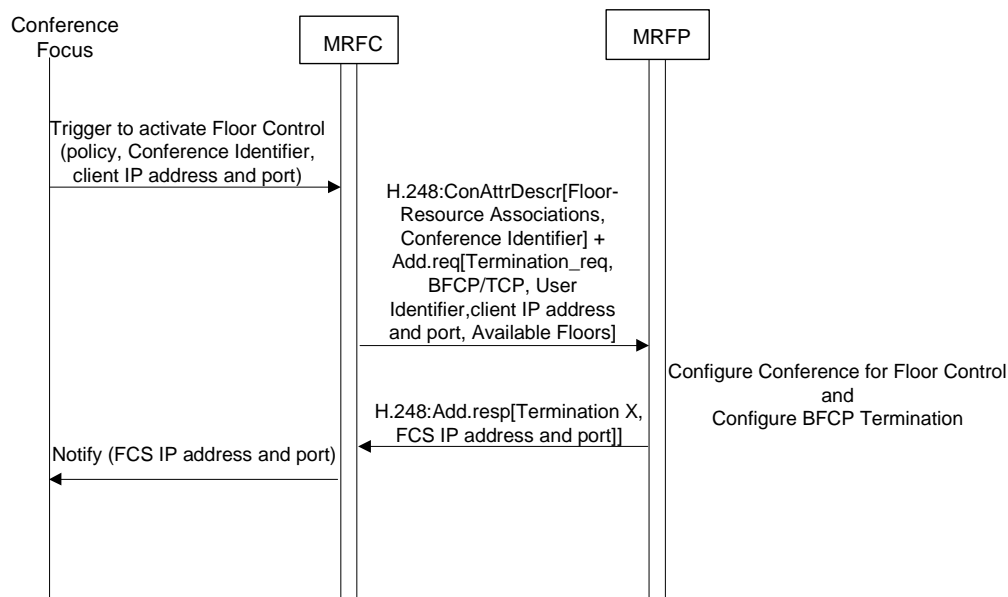 Conference
Focus
MRFC
MRFP
Trigger to activate Floor Control
(policy, Conference Identifier,
client IP address and port)
H.248:ConAttrDescr[Floor-
Resource Associations,
Conference Identifier] +
Add.req[Termination_req,
BFCP/TCP, User
Identifier,client IP address
and port, Available Floors]
Configure Conference for Floor Control
and
Configure BFCP Termination
H.248:Add.resp[Termination X,
FCS IP address and port]]
Notify (FCS IP address and port)